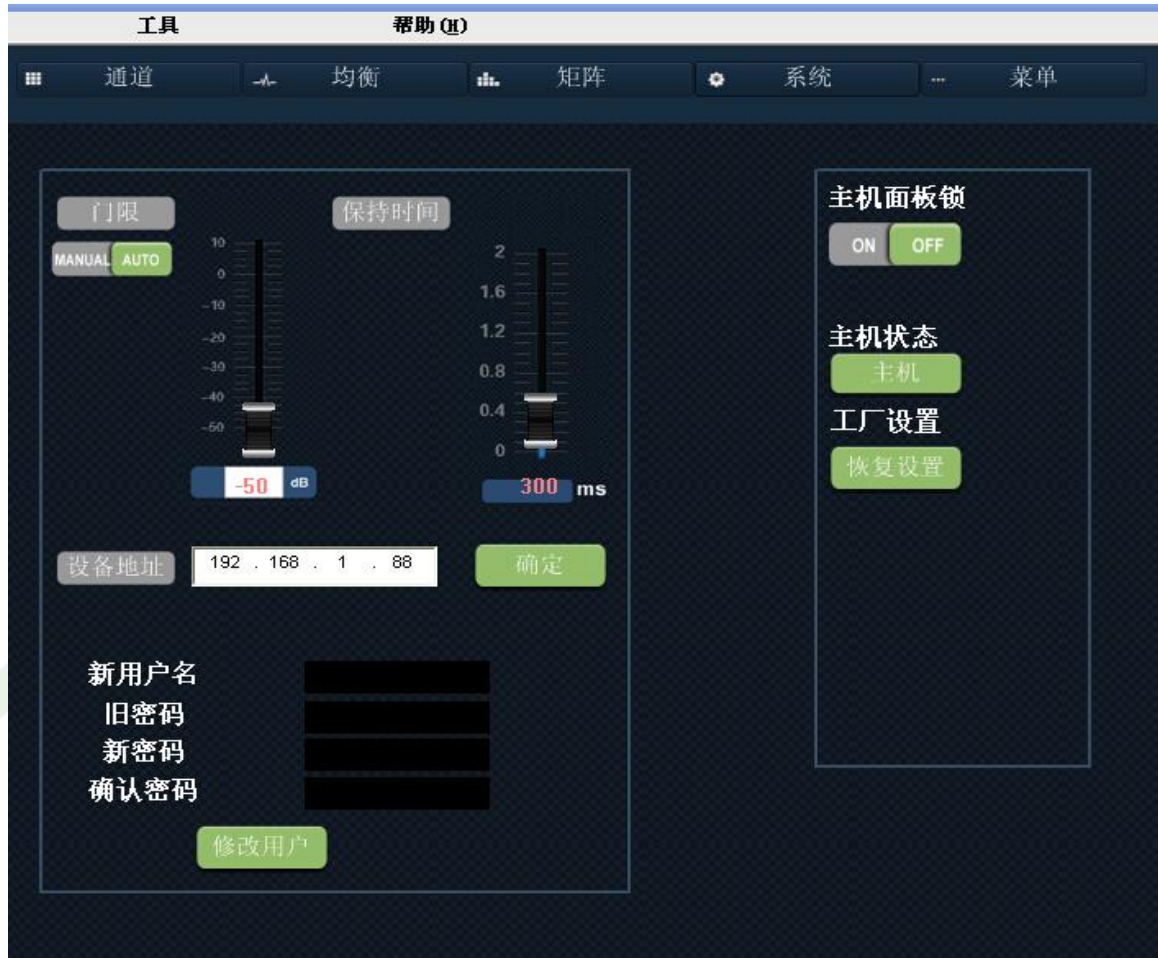 工具 帮助(H)
通道 均衡 矩阵 系统 菜单
门限 保持时间
MANUAL AUTO
10
0
-10
-20
-30
-40
-50
-50 dB
2
1.6
1.2
0.8
0.4
0
300 ms
设备地址 192 . 168 . 1 . 88 确定
新用户名
旧密码
新密码
确认密码
修改用户
主机面板锁
ON OFF
主机状态
主机
工厂设置
恢复设置